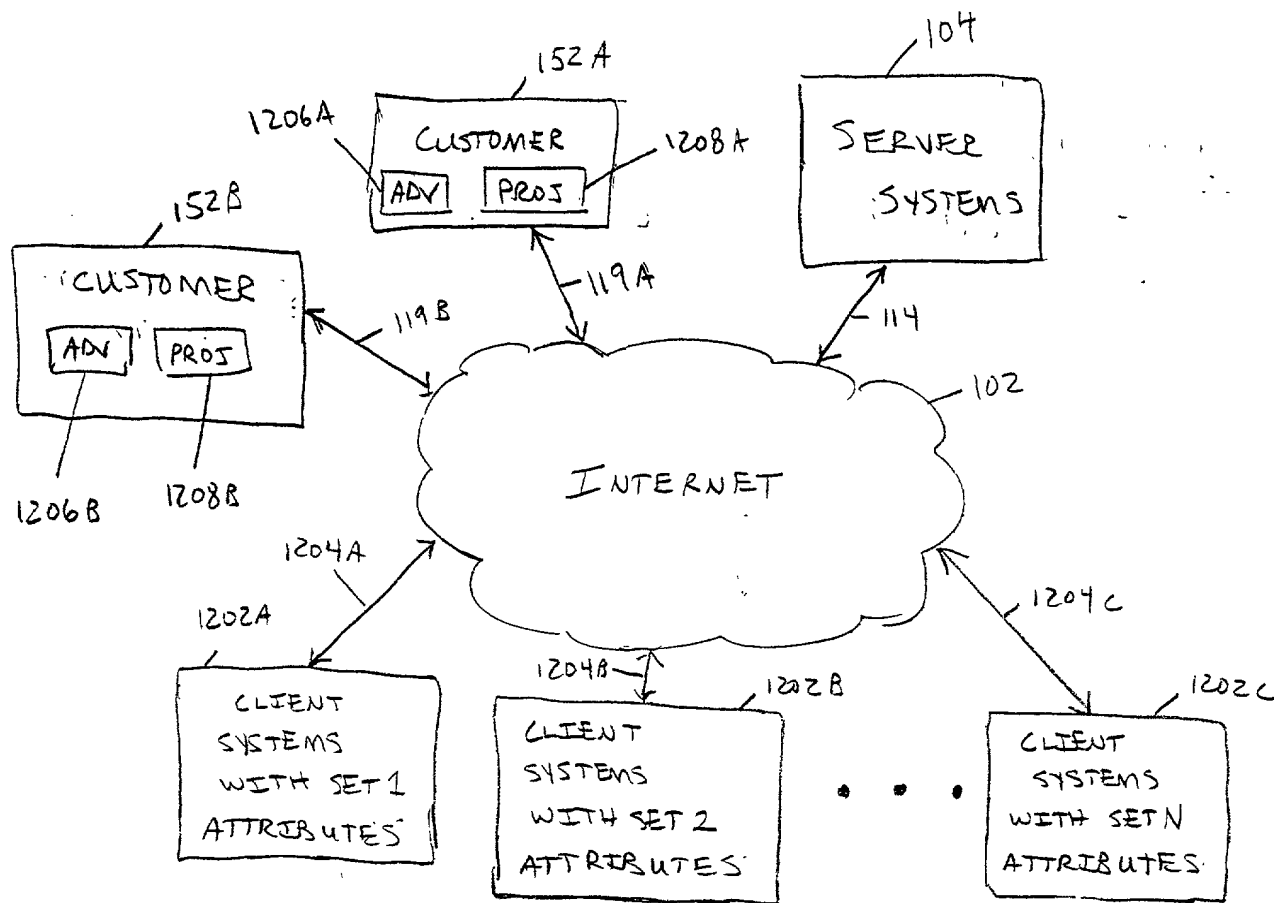 104
152A
1206A
CUSTOMER
1208A
ADV
PROJ
SERVER
SYSTEMS
152B
CUSTOMER
ADV
PROJ
119B
119A
114
102
1206B
1208B
INTERNET
1204A
1204B
1204C
1202A
1202B
1202C
CLIENT
SYSTEMS
WITH SET 1
ATTRIBUTES
CLIENT
SYSTEMS
WITH SET 2
ATTRIBUTES
CLIENT
SYSTEMS
WITH SET N
ATTRIBUTES